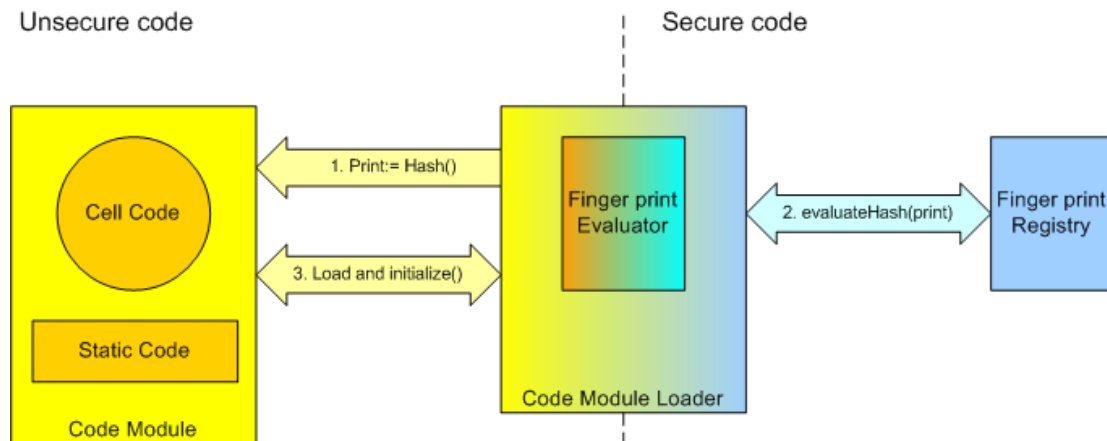 Unsecure code
Secure code
Cell Code
Static Code
Code Module
1. Print:= Hash()
3. Load and initialize()
Finger print
Evaluator
Code Module Loader
2. evaluateHash(print)
Finger print
Registry